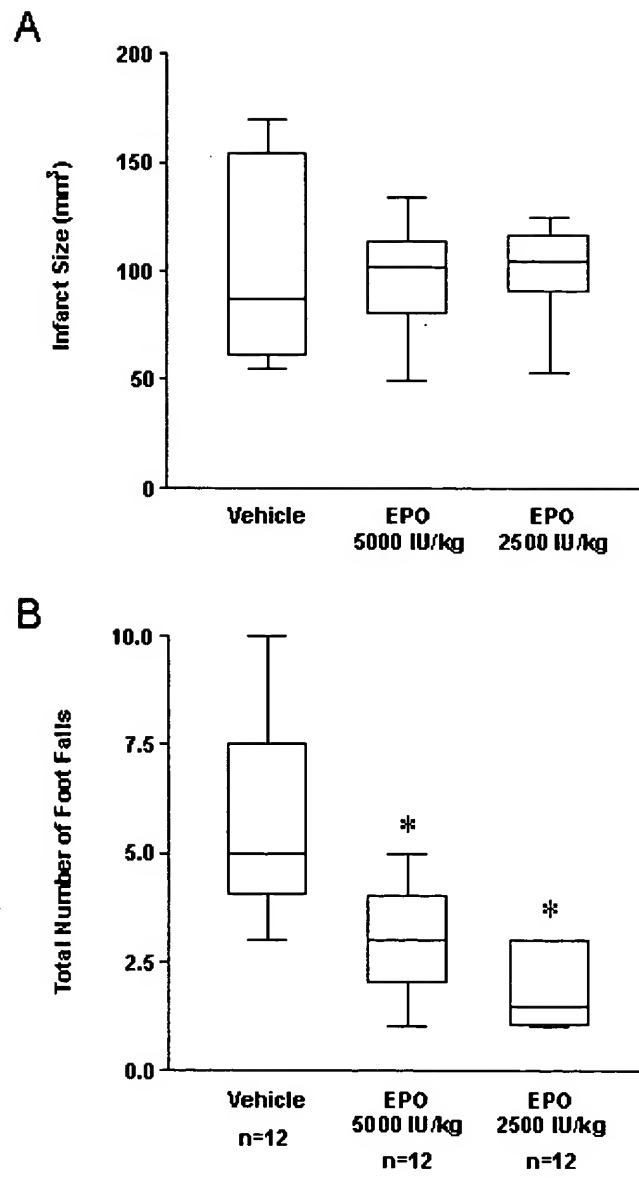 A
200
150
100
50
0
Infarct Size (mm³)
Vehicle
EPO
5000 IU/kg
EPO
2500 IU/kg
B
10.0
7.5
5.0
2.5
0.0
Total Number of Foot Falls
*
*
Vehicle
n=12
EPO
5000 IU/kg
n=12
EPO
2500 IU/kg
n=12